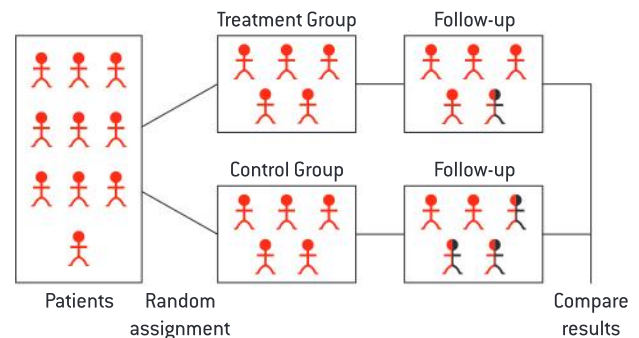 Treatment Group
Follow-up
Control Group
Follow-up
Patients
Random
assignment
Compare
results